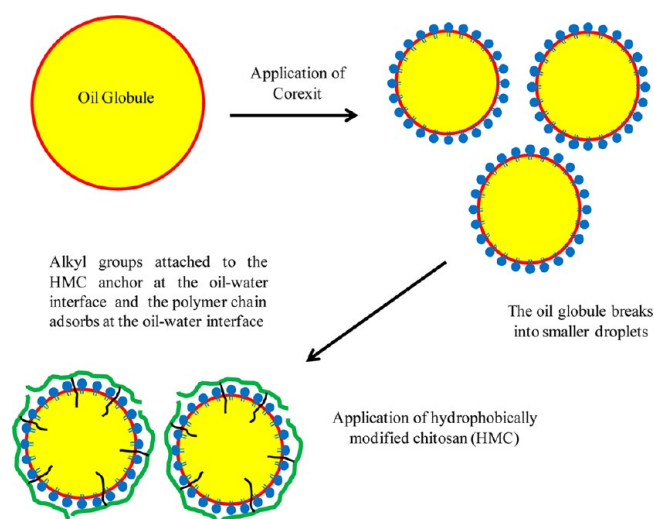 Oil Globule
Application of
Corexit
Alkyl groups attached to the
HMC anchor at the oil-water
interface and the polymer chain
adsorbs at the oil-water interface
The oil globule breaks
into smaller droplets
Application of hydrophobically
modified chitosan (HMC)